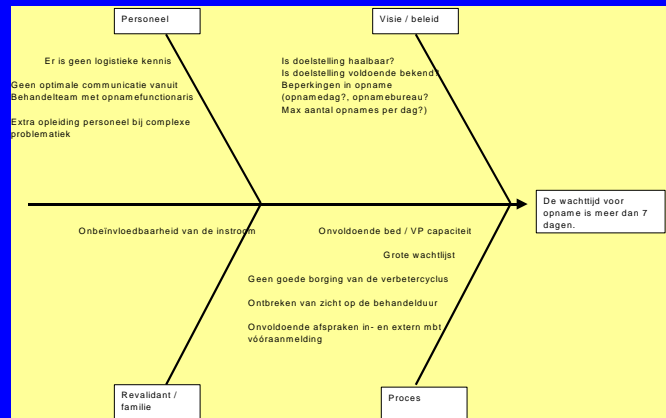 Personeel
Visie / beleid
Er is geen logistieke kennis
Geen optimale communicatie vanuit
Behandelteam met opnamefunctionaris
Extra opleiding personeel bij complexe
problematiek
Is doelstelling haalbaar?
Is doelstelling voldoende bekend?
Beperkingen in opname
(opnamedag?, opnamebureau?
Max aantal opnames per dag?)
De wachttijd voor
opname is meer dan 7
dagen.
Onbeïnvloedbaarheid van de instroom
Onvoldoende bed / VP capaciteit
Grote wachtlijst
Geen goede borging van de verbetercyclus
Ontbreken van zicht op de behandelduur
Onvoldoende afspraken in- en extern mbt
vóóraanmelding
Revalidant /
familie
Proces